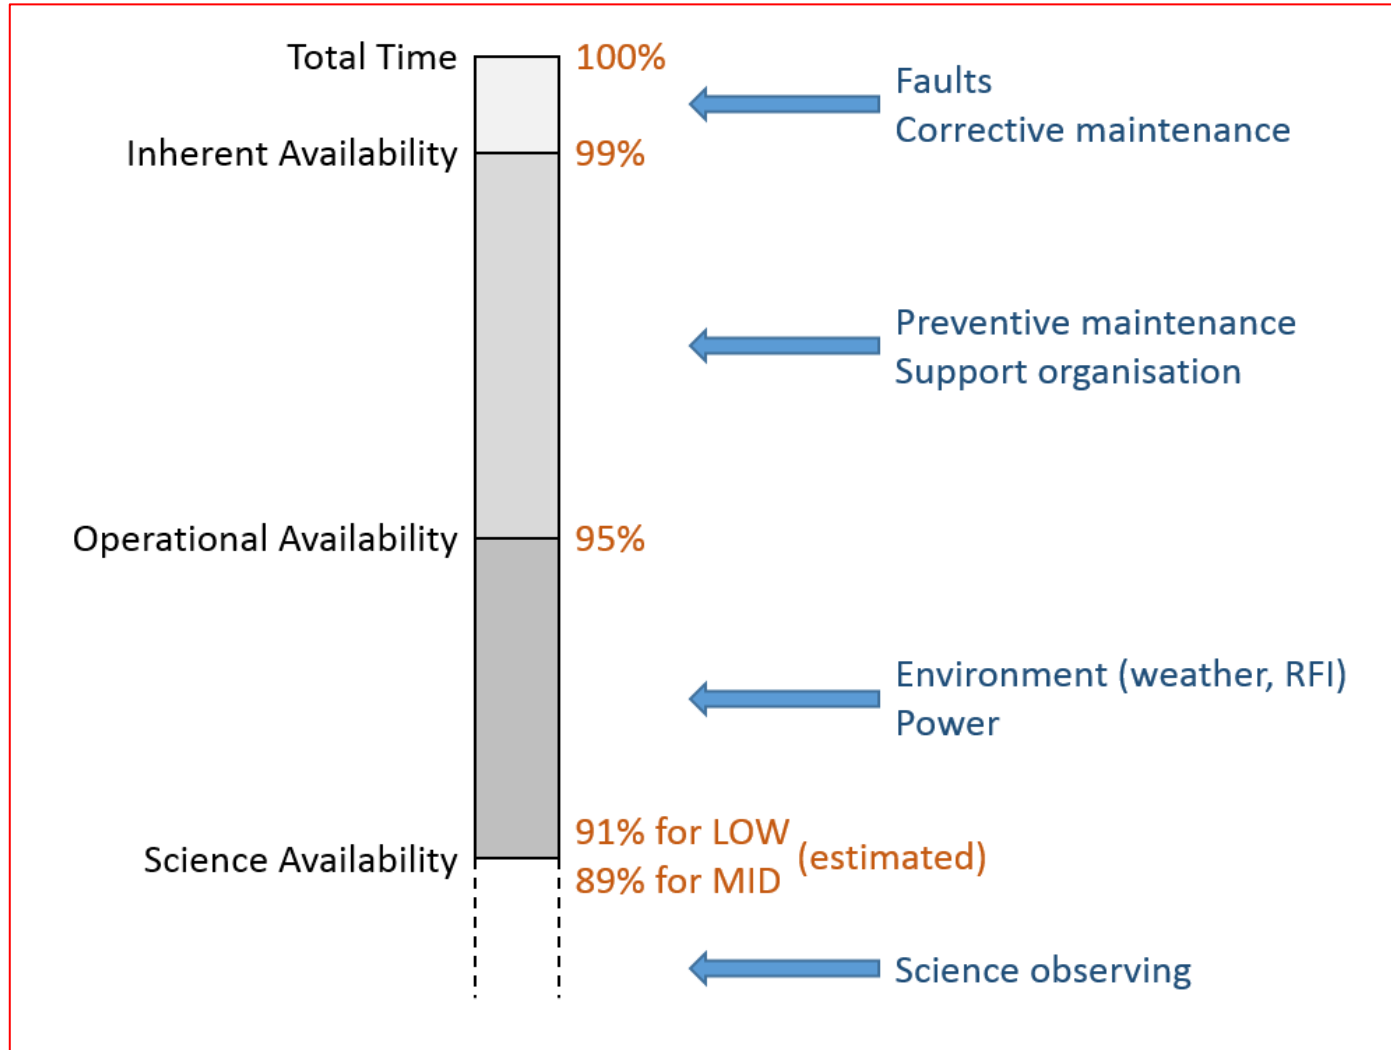 Total Time 100%
Faults
Corrective maintenance
Inherent Availability 99%
Preventive maintenance
Support organisation
Operational Availability 95%
Environment (weather, RFI)
Power
91% for LOW
Science Availability (estimated)
89% for MID
Science observing